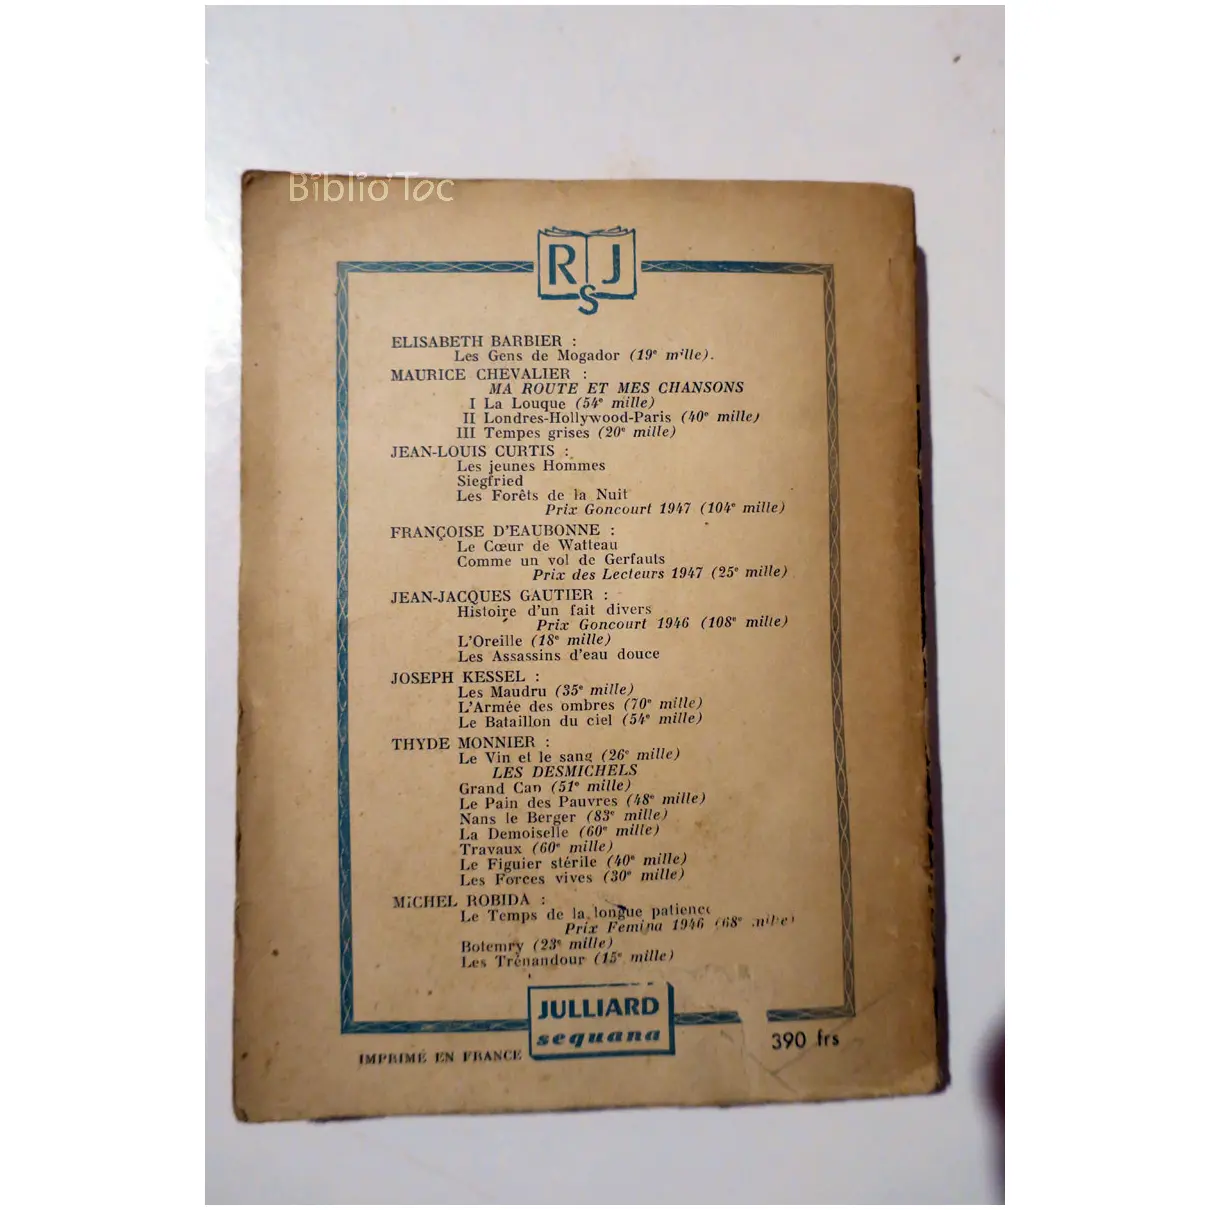 Biblio'Toc
R J
S
ELISABETH BARBIER :
Les Gens de Mogador (19e mille).
MAURICE CHEVALIER :
MA ROUTE ET MES CHANSONS
I La Louque (54e mille)
II Londres-Hollywood-Paris (40e mille)
III Tempes grises (20e mille)
JEAN-LOUIS CURTIS :
Les jeunes Hommes
Siegfried
Les Forêts de la Nuit
Prix Goncourt 1947 (104e mille)
FRANÇOISE D'EAUBONNE :
Le Cœur de Watteau
Comme un vol de Gerfauts
Prix des Lecteurs 1947 (25e mille)
JEAN-JACQUES GAUTIER :
Histoire d'un fait divers
Prix Goncourt 1946 (108e mille)
L'Oreille (18e mille)
Les Assassins d'eau douce
JOSEPH KESSEL :
Les Maudru (35e mille)
L'Armée des ombres (70e mille)
Le Bataillon du ciel (54e mille)
THYDE MONNIER :
Le Vin et le sang (26e mille)
LES DESMICHELS
Grand Cap (51e mille)
Le Pain des Pauvres (48e mille)
Nans le Berger (83e mille)
La Demoiselle (60e mille)
Travaux (60e mille)
Le Figuier stérile (40e mille)
Les Forces vives (30e mille)
MICHEL ROBIDA :
Le Temps de la longue patience
Prix Femina 1946 (68e mille)
Botemry (23e mille)
Les Trénandour (15e mille)
JULLIARD
sequana
IMPRIMÉ EN FRANCE
390 frs